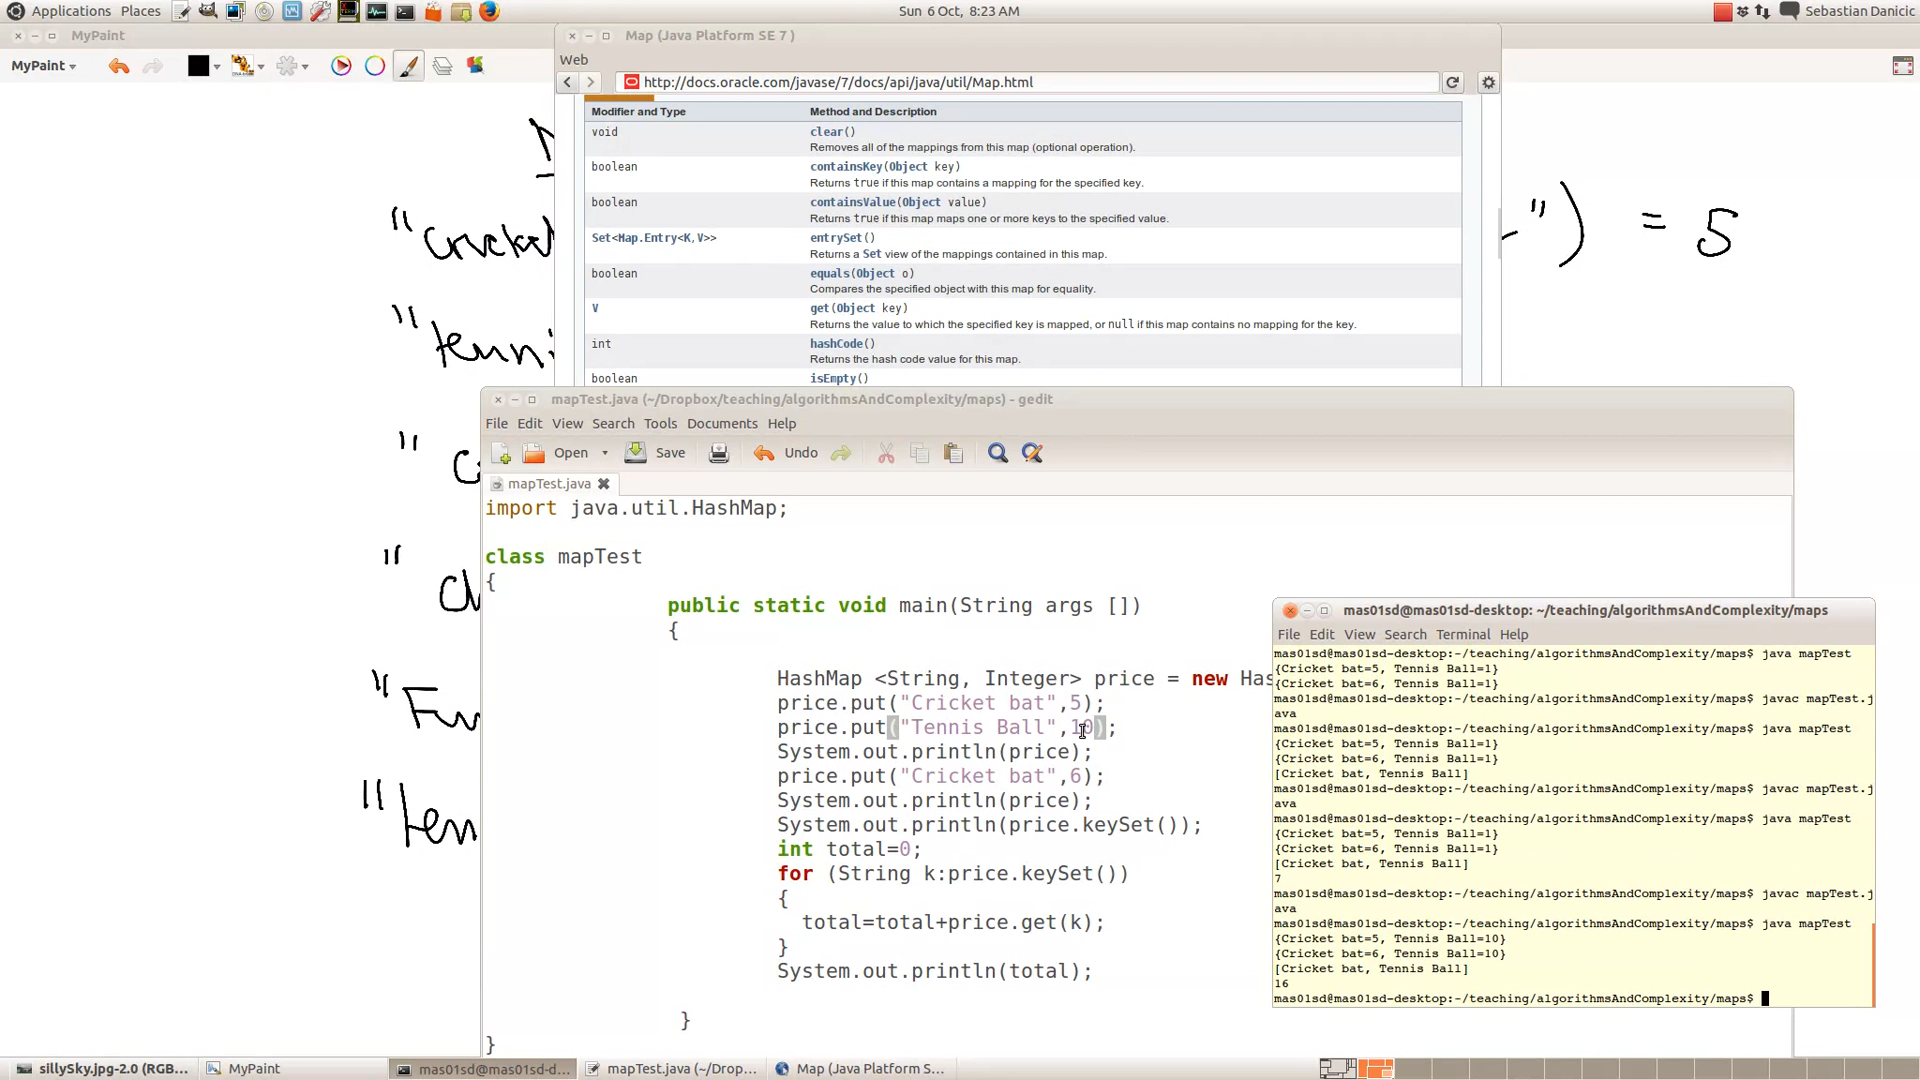 Applications Places
Sun 6 Oct, 8:23 AM
Sebastian Danicic
MyPaint
Map (Java Platform SE 7 )
MyPaint
Web
http://docs.oracle.com/javase/7/docs/api/java/util/Map.html
Modifier and Type Method and Description
void clear()
Removes all of the mappings from this map (optional operation).
boolean containsKey(Object key)
Returns true if this map contains a mapping for the specified key.
boolean containsValue(Object value)
Returns true if this map maps one or more keys to the specified value.
Set<Map.Entry<K,V>> entrySet()
Returns a Set view of the mappings contained in this map.
boolean equals(Object o)
Compares the specified object with this map for equality.
V get(Object key)
Returns the value to which the specified key is mapped, or null if this map contains no mapping for the key.
int hashCode()
Returns the hash code value for this map.
boolean isEmpty()
") = 5
"cricket
"tenni
"
"
"
"ten
mapTest.java (~/Dropbox/teaching/algorithmsAndComplexity/maps) - gedit
File Edit View Search Tools Documents Help
Open Save Undo
mapTest.java
import java.util.HashMap;
class mapTest
{
public static void main(String args [])
{
HashMap <String, Integer> price = new Has
price.put("Cricket bat",5);
price.put("Tennis Ball",10);
System.out.println(price);
price.put("Cricket bat",6);
System.out.println(price);
System.out.println(price.keySet());
int total=0;
for (String k:price.keySet())
{
total=total+price.get(k);
}
System.out.println(total);
}
}
mas01sd@mas01sd-desktop: ~/teaching/algorithmsAndComplexity/maps
File Edit View Search Terminal Help
mas01sd@mas01sd-desktop:~/teaching/algorithmsAndComplexity/maps$ java mapTest
{Cricket bat=5, Tennis Ball=1}
{Cricket bat=6, Tennis Ball=1}
mas01sd@mas01sd-desktop:~/teaching/algorithmsAndComplexity/maps$ javac mapTest.j
ava
mas01sd@mas01sd-desktop:~/teaching/algorithmsAndComplexity/maps$ java mapTest
{Cricket bat=5, Tennis Ball=1}
{Cricket bat=6, Tennis Ball=1}
[Cricket bat, Tennis Ball]
mas01sd@mas01sd-desktop:~/teaching/algorithmsAndComplexity/maps$ javac mapTest.j
ava
mas01sd@mas01sd-desktop:~/teaching/algorithmsAndComplexity/maps$ java mapTest
{Cricket bat=5, Tennis Ball=1}
{Cricket bat=6, Tennis Ball=1}
[Cricket bat, Tennis Ball]
7
mas01sd@mas01sd-desktop:~/teaching/algorithmsAndComplexity/maps$ javac mapTest.j
ava
mas01sd@mas01sd-desktop:~/teaching/algorithmsAndComplexity/maps$ java mapTest
{Cricket bat=5, Tennis Ball=10}
{Cricket bat=6, Tennis Ball=10}
[Cricket bat, Tennis Ball]
16
mas01sd@mas01sd-desktop:~/teaching/algorithmsAndComplexity/maps$
sillySky.jpg-2.0 (RGB... MyPaint mas01sd@mas01sd-d... mapTest.java (~/Drop... Map (Java Platform S...